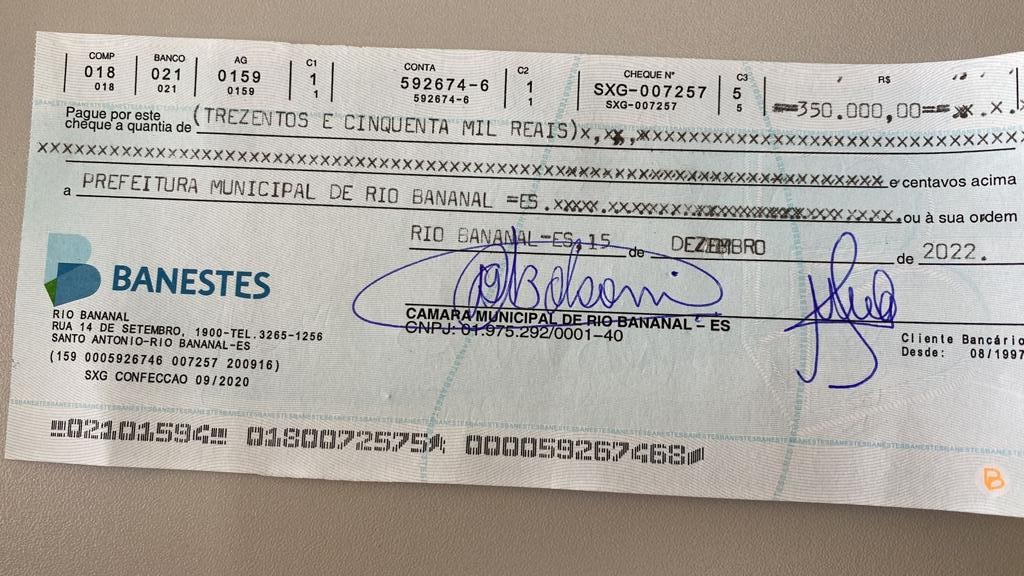 COMP BANCO AG C1 CONTA C2 CHEQUE Nº C3 R$
018 021 0159 1 592674-6 1 SXG-007257 5 ==350.000,00==
018 021 0159 1 592674-6 1 SXG-007257 5
Pague por este
cheque a quantia de (TREZENTOS E CINQUENTA MIL REAIS)
e centavos acima
a PREFEITURA MUNICIPAL DE RIO BANANAL =ES. ou à sua ordem
RIO BANANAL-ES, 15 de DEZEMBRO de 2022.
BANESTES
CAMARA MUNICIPAL DE RIO BANANAL - ES
CNPJ: 01.975.292/0001-40
RIO BANANAL
RUA 14 DE SETEMBRO, 1900-TEL.3265-1256
SANTO ANTONIO-RIO BANANAL-ES
(159 0005926746 007257 200916)
SXG CONFECCAO 09/2020
Cliente Bancário
Desde: 08/1997
02101594 0180072575 000059267468
B